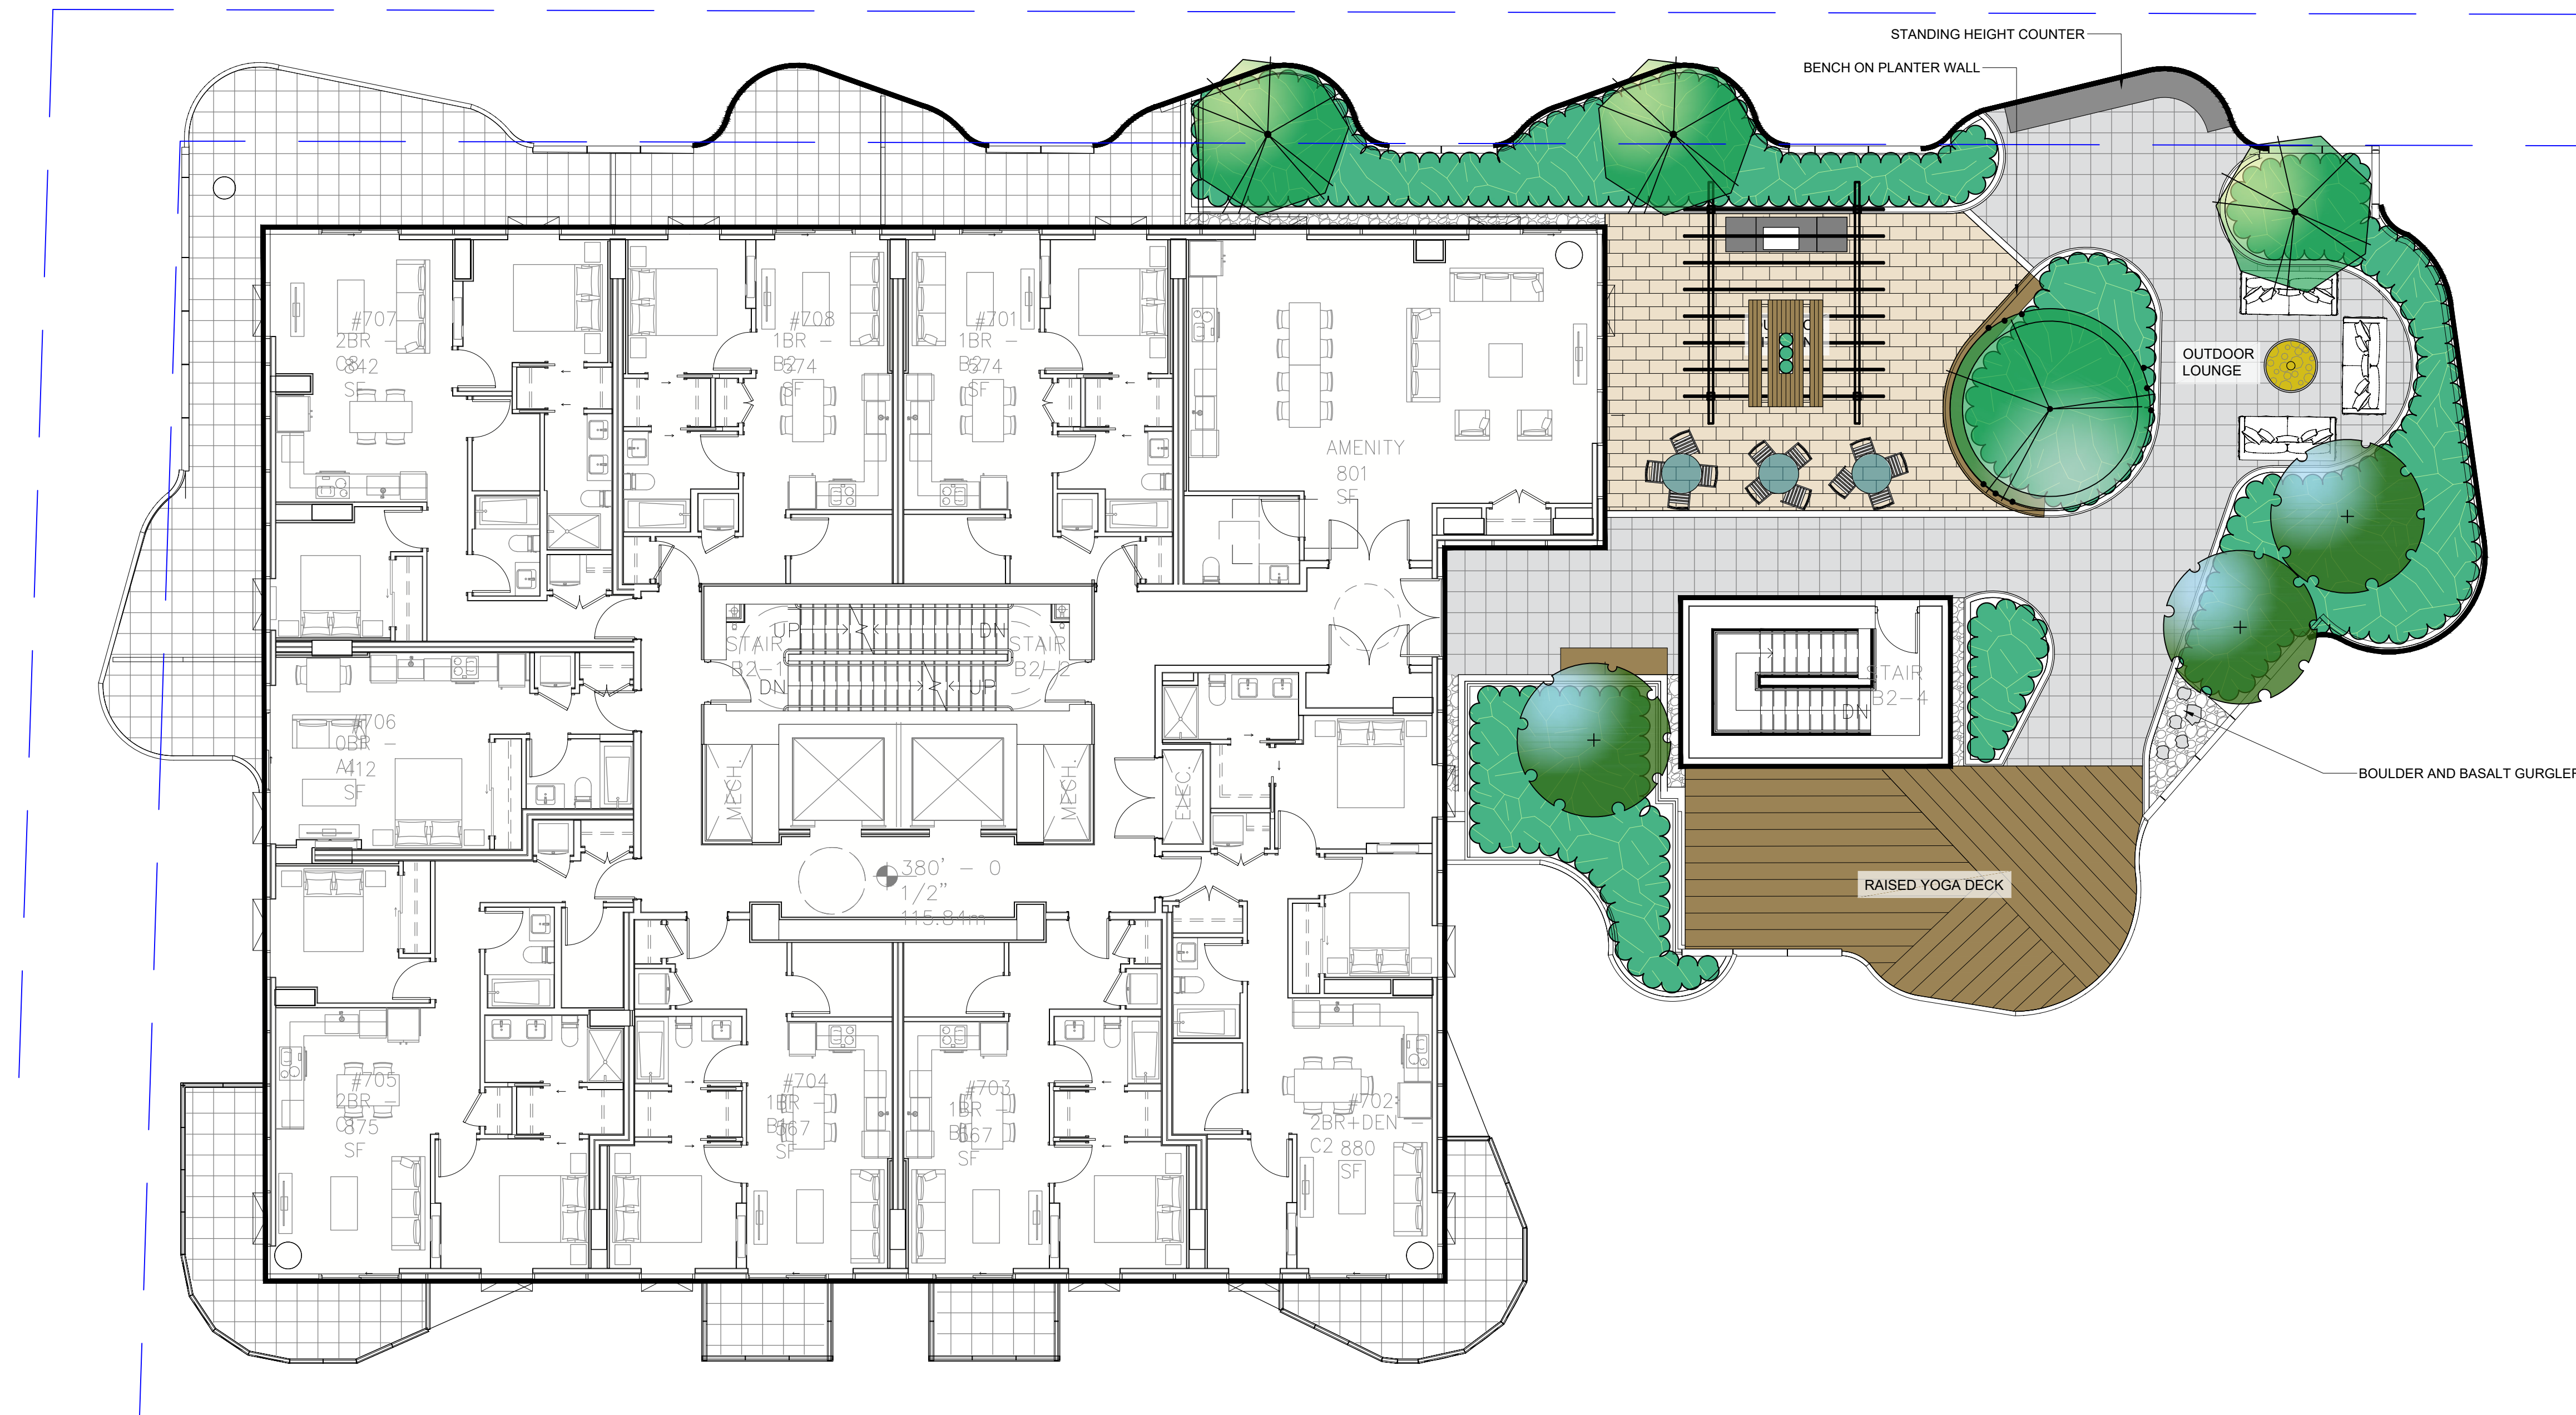 STANDING HEIGHT COUNTER
BENCH ON PLANTER WALL
#707
2BR -
842
SF
#708
1BR -
B2
574
SF
#701
1BR -
B2
574
SF
AMENITY
801
SF
OUTDOOR
LOUNGE
UP
DN
STAIR
B2-1
STAIR
B2-2
DN
UP
STAIR
B2-4
DN
#706
0BR -
A1
412
SF
MECH.
MECH.
ELEC.
BOULDER AND BASALT GURGLER
380' - 0
1/2"
115.84m
RAISED YOGA DECK
#705
2BR -
875
SF
#704
1BR -
567
SF
#703
1BR -
567
SF
#702
2BR+DEN -
C2 880
SF